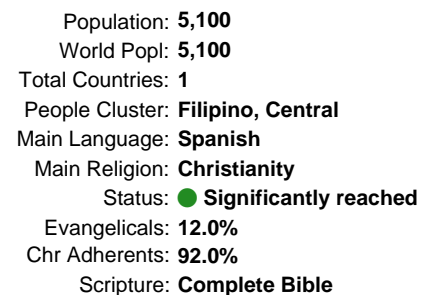 Population: 5,100
World Popl: 5,100
Total Countries: 1
People Cluster: Filipino, Central
Main Language: Spanish
Main Religion: Christianity
Status: Significantly reached
Evangelicals: 12.0%
Chr Adherents: 92.0%
Scripture: Complete Bible